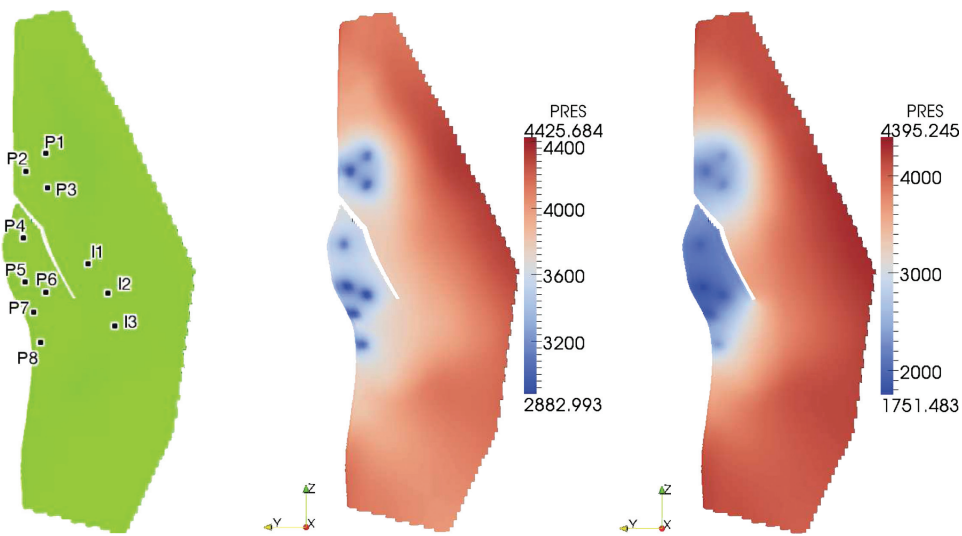 P1
P2
P3
P4
I1
P5
P6
I2
P7
I3
P8
PRES
4425.684
4400
4000
3600
3200
2882.993
Z
Y
X
PRES
4395.245
4000
3000
2000
1751.483
Z
Y
X